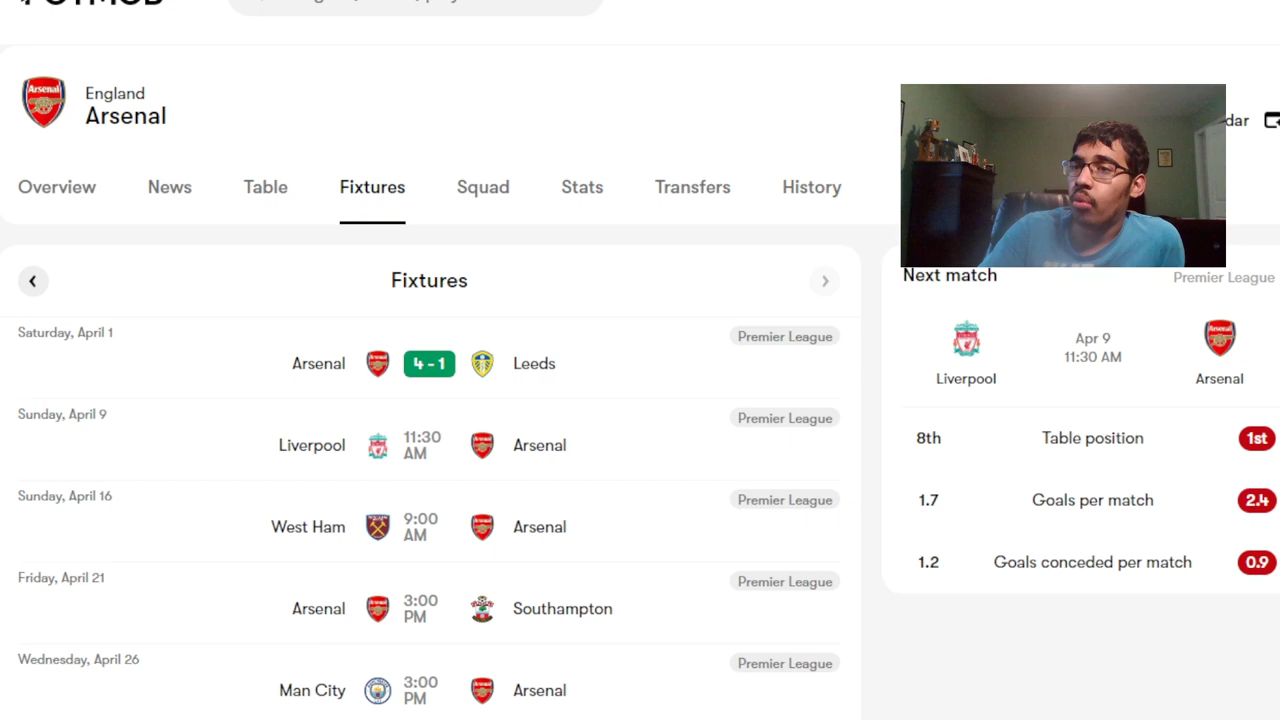 England
Arsenal
dar
Overview News Table Fixtures Squad Stats Transfers History
Fixtures
Saturday, April 1
Premier League
Arsenal 4 - 1 Leeds
Sunday, April 9
Premier League
Liverpool 11:30 AM Arsenal
Sunday, April 16
Premier League
West Ham 9:00 AM Arsenal
Friday, April 21
Premier League
Arsenal 3:00 PM Southampton
Wednesday, April 26
Premier League
Man City 3:00 PM Arsenal
Next match Premier League
Apr 9
11:30 AM
Liverpool Arsenal
8th Table position 1st
1.7 Goals per match 2.4
1.2 Goals conceded per match 0.9